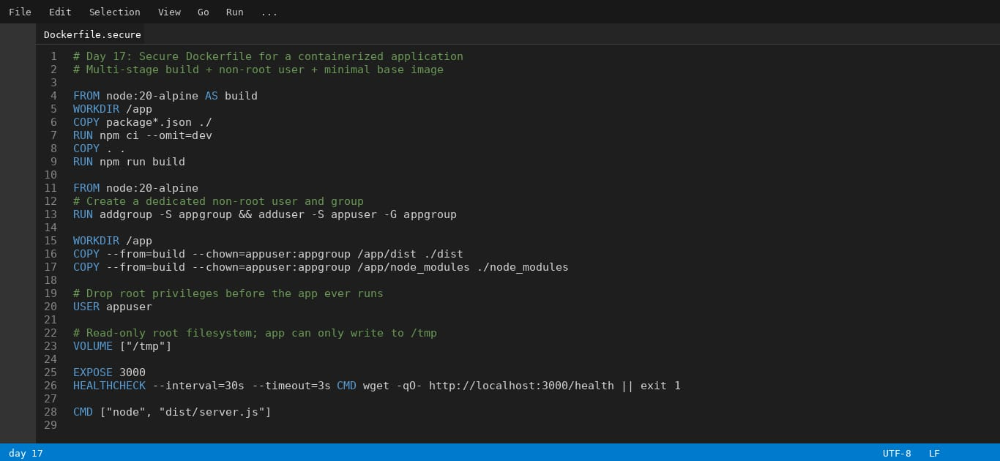 File Edit Selection View Go Run ...
Dockerfile.secure
1 # Day 17: Secure Dockerfile for a containerized application
2 # Multi-stage build + non-root user + minimal base image
3
4 FROM node:20-alpine AS build
5 WORKDIR /app
6 COPY package*.json ./
7 RUN npm ci --omit=dev
8 COPY . .
9 RUN npm run build
10
11 FROM node:20-alpine
12 # Create a dedicated non-root user and group
13 RUN addgroup -S appgroup && adduser -S appuser -G appgroup
14
15 WORKDIR /app
16 COPY --from=build --chown=appuser:appgroup /app/dist ./dist
17 COPY --from=build --chown=appuser:appgroup /app/node_modules ./node_modules
18
19 # Drop root privileges before the app ever runs
20 USER appuser
21
22 # Read-only root filesystem; app can only write to /tmp
23 VOLUME ["/tmp"]
24
25 EXPOSE 3000
26 HEALTHCHECK --interval=30s --timeout=3s CMD wget -qO- http://localhost:3000/health || exit 1
27
28 CMD ["node", "dist/server.js"]
29
day 17 UTF-8 LF